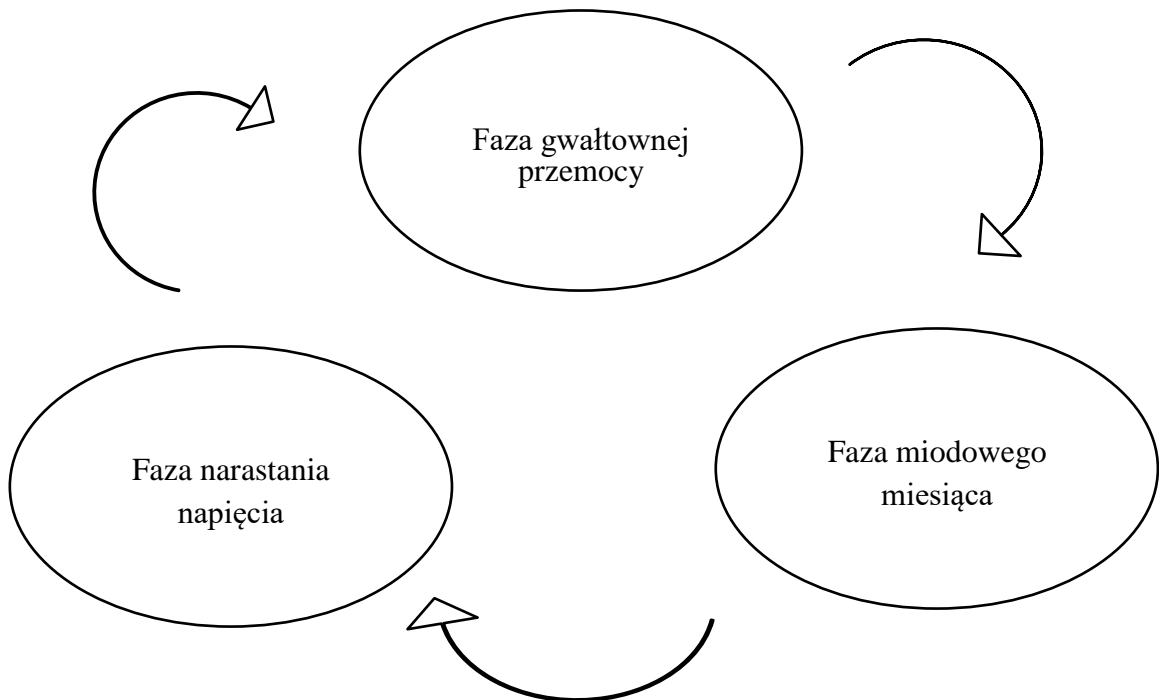 Faza gwałtownej
przemocy
Faza narastania
napięcia
Faza miodowego
miesiąca